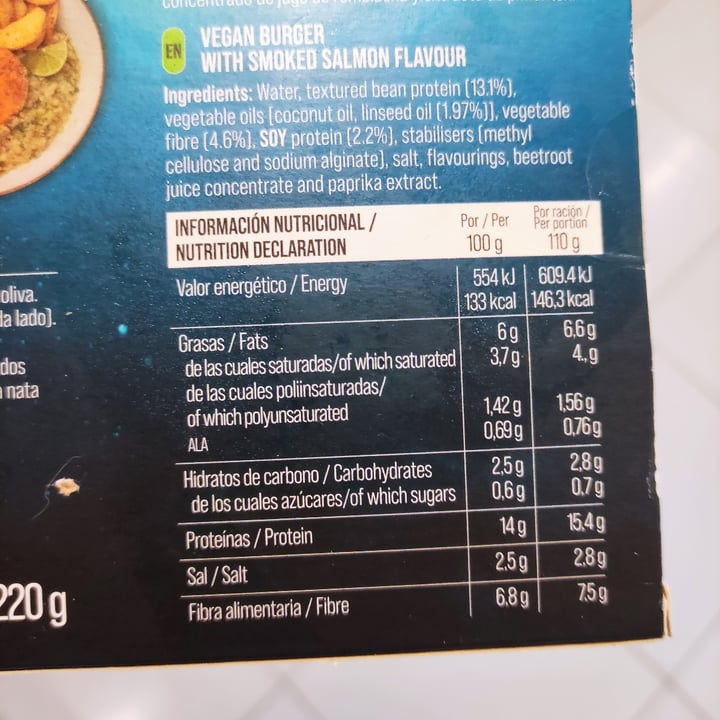 EN
VEGAN BURGER
WITH SMOKED SALMON FLAVOUR
Ingredients: Water, textured bean protein (13.1%),
vegetable oils [coconut oil, linseed oil (1.97%)], vegetable
fibre (4.6%), SOY protein (2.2%), stabilisers (methyl
cellulose and sodium alginate), salt, flavourings, beetroot
juice concentrate and paprika extract.
INFORMACIÓN NUTRICIONAL / NUTRITION DECLARATION
Por / Per 100 g
Por ración / Per portion 110 g
Valor energético / Energy 554 kJ 609.4 kJ
133 kcal 146,3 kcal
Grasas / Fats 6 g 6.6 g
de las cuales saturadas/of which saturated 3,7 g 4., g
de las cuales poliinsaturadas/
of which polyunsaturated 1,42 g 1,56 g
ALA 0,69 g 0,76 g
Hidratos de carbono / Carbohydrates 2,5 g 2,8 g
de los cuales azúcares/of which sugars 0,6 g 0,7 g
Proteínas / Protein 14 g 15.4 g
Sal / Salt 2.5 g 2.8 g
Fibra alimentaria / Fibre 6.8 g 7.5 g
oliva.
da lado).
dos
a nata
220 g